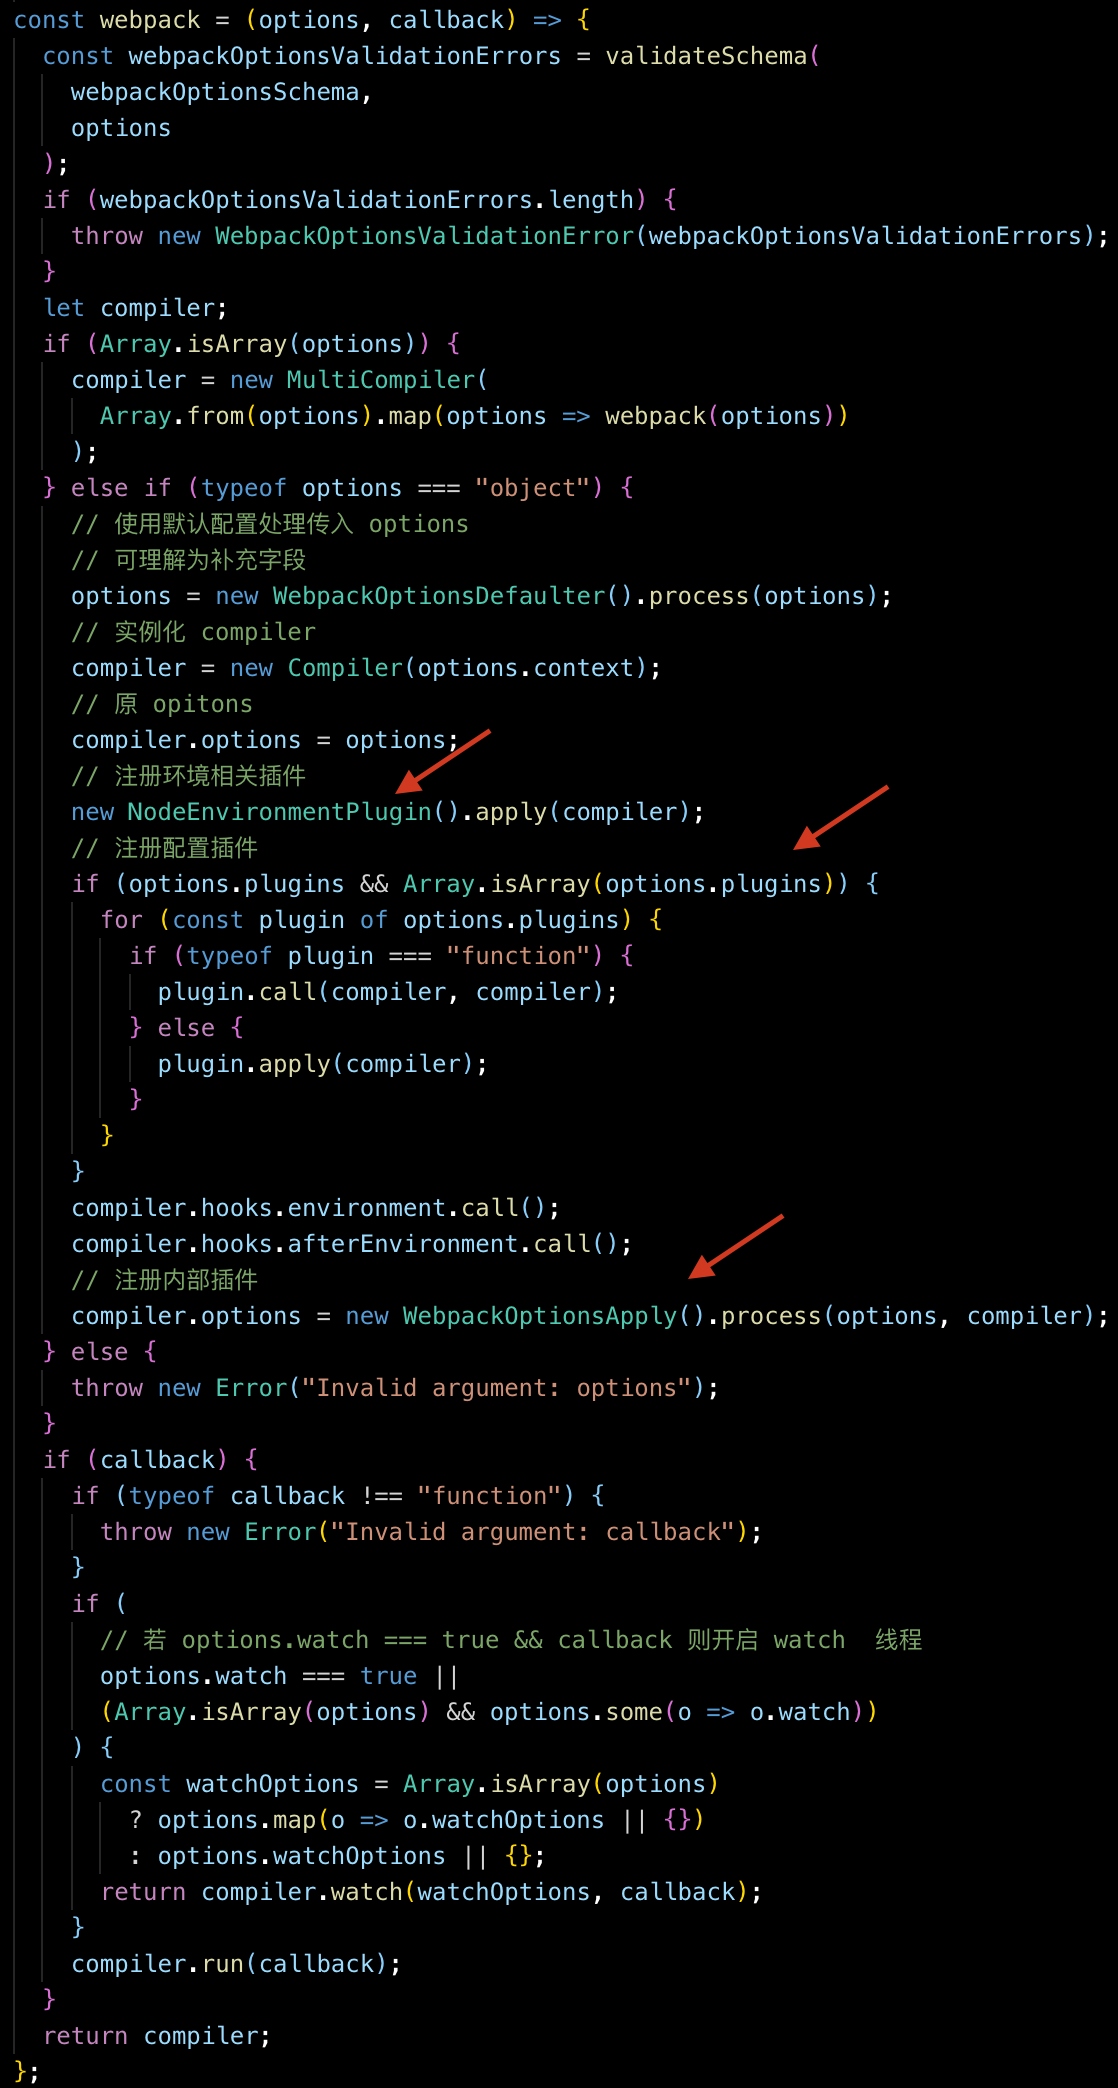 const webpack = (options, callback) => {
  const webpackOptionsValidationErrors = validateSchema(
    webpackOptionsSchema,
    options
  );
  if (webpackOptionsValidationErrors.length) {
    throw new WebpackOptionsValidationError(webpackOptionsValidationErrors);
  }
  let compiler;
  if (Array.isArray(options)) {
    compiler = new MultiCompiler(
      Array.from(options).map(options => webpack(options))
    );
  } else if (typeof options === "object") {
    // 使用默认配置处理传入 options
    // 可理解为补充字段
    options = new WebpackOptionsDefaulter().process(options);
    // 实例化 compiler
    compiler = new Compiler(options.context);
    // 原 opitons
    compiler.options = options;
    // 注册环境相关插件
    new NodeEnvironmentPlugin().apply(compiler);
    // 注册配置插件
    if (options.plugins && Array.isArray(options.plugins)) {
      for (const plugin of options.plugins) {
        if (typeof plugin === "function") {
          plugin.call(compiler, compiler);
        } else {
          plugin.apply(compiler);
        }
      }
    }
    compiler.hooks.environment.call();
    compiler.hooks.afterEnvironment.call();
    // 注册内部插件
    compiler.options = new WebpackOptionsApply().process(options, compiler);
  } else {
    throw new Error("Invalid argument: options");
  }
  if (callback) {
    if (typeof callback !== "function") {
      throw new Error("Invalid argument: callback");
    }
    if (
      // 若 options.watch === true && callback 则开启 watch  线程
      options.watch === true ||
      (Array.isArray(options) && options.some(o => o.watch))
    ) {
      const watchOptions = Array.isArray(options)
        ? options.map(o => o.watchOptions || {})
        : options.watchOptions || {};
      return compiler.watch(watchOptions, callback);
    }
    compiler.run(callback);
  }
  return compiler;
};